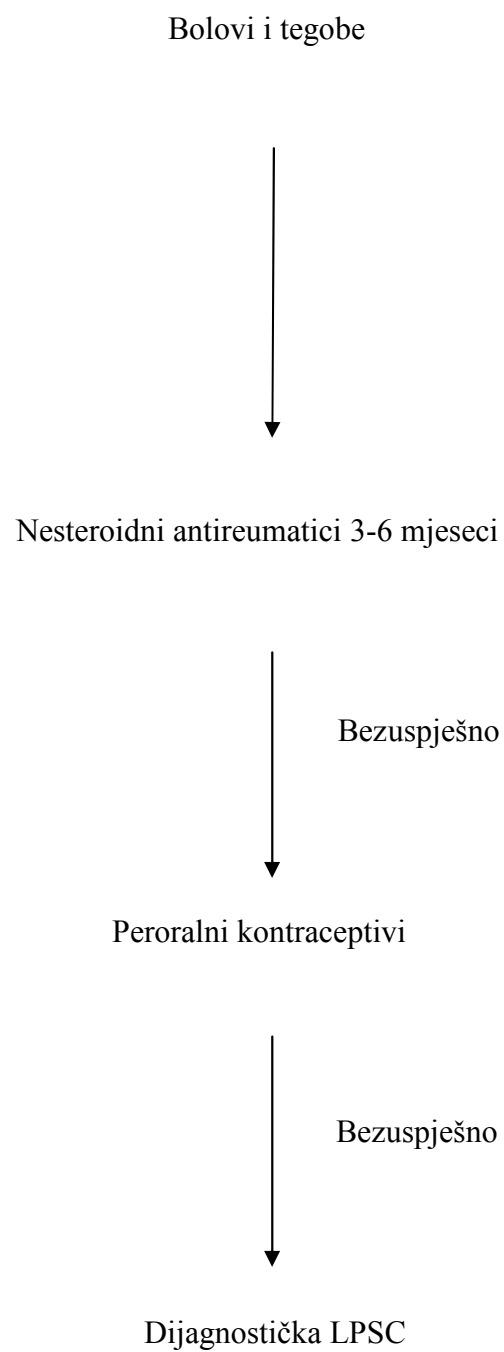 Bolovi i tegobe
Nesteroidni antireumatici 3-6 mjeseci
Bezuspješno
Peroralni kontraceptivi
Bezuspješno
Dijagnostička LPSC